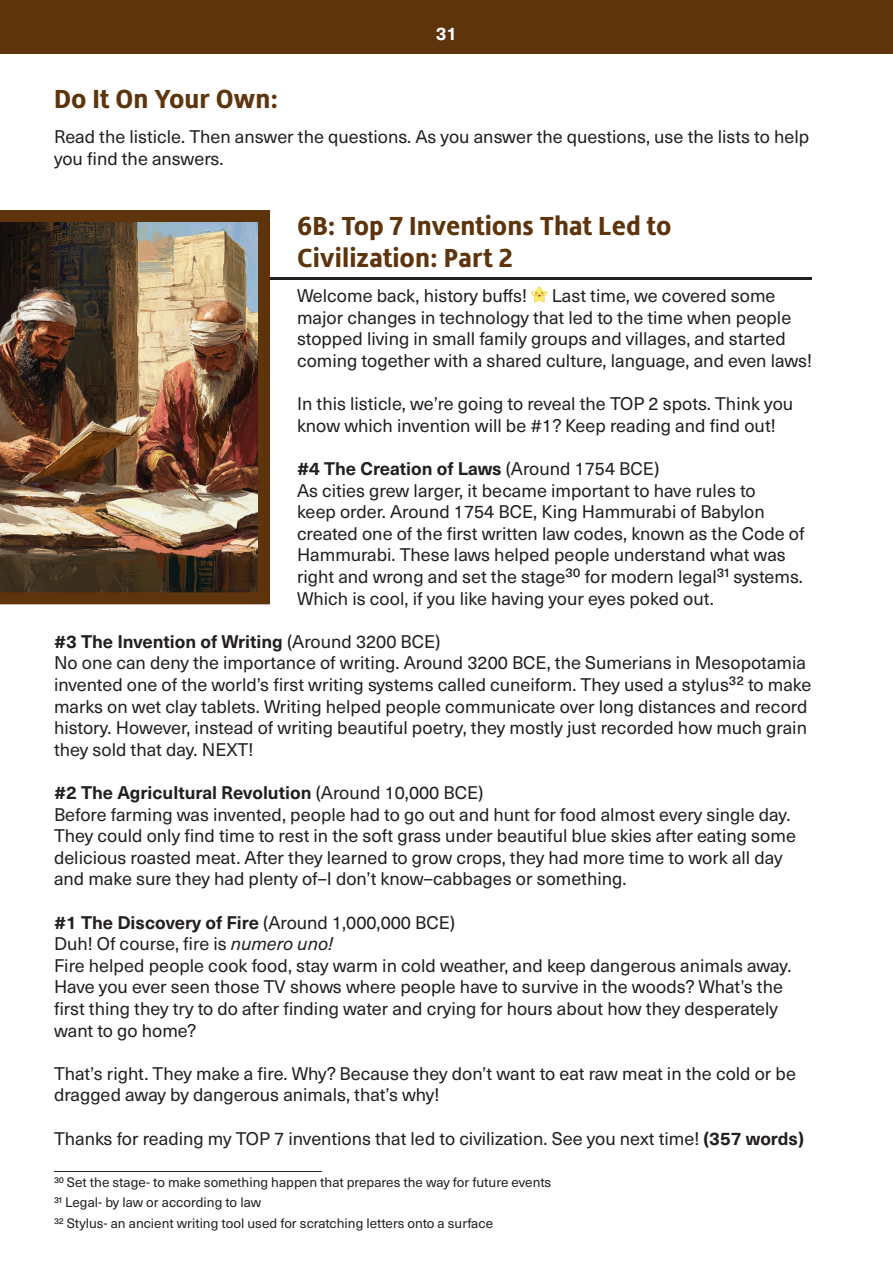 31
Do It On Your Own:
Read the listicle. Then answer the questions. As you answer the questions, use the lists to help
you find the answers.
6B: Top 7 Inventions That Led to
Civilization: Part 2
Welcome back, history buffs! Last time, we covered some
major changes in technology that led to the time when people
stopped living in small family groups and villages, and started
coming together with a shared culture, language, and even laws!
In this listicle, we’re going to reveal the TOP 2 spots. Think you
know which invention will be #1? Keep reading and find out!
#4 The Creation of Laws (Around 1754 BCE)
As cities grew larger, it became important to have rules to
keep order. Around 1754 BCE, King Hammurabi of Babylon
created one of the first written law codes, known as the Code of
Hammurabi. These laws helped people understand what was
right and wrong and set the stage³⁰ for modern legal³¹ systems.
Which is cool, if you like having your eyes poked out.
#3 The Invention of Writing (Around 3200 BCE)
No one can deny the importance of writing. Around 3200 BCE, the Sumerians in Mesopotamia
invented one of the world’s first writing systems called cuneiform. They used a stylus³² to make
marks on wet clay tablets. Writing helped people communicate over long distances and record
history. However, instead of writing beautiful poetry, they mostly just recorded how much grain
they sold that day. NEXT!
#2 The Agricultural Revolution (Around 10,000 BCE)
Before farming was invented, people had to go out and hunt for food almost every single day.
They could only find time to rest in the soft grass under beautiful blue skies after eating some
delicious roasted meat. After they learned to grow crops, they had more time to work all day
and make sure they had plenty of–I don’t know–cabbages or something.
#1 The Discovery of Fire (Around 1,000,000 BCE)
Duh! Of course, fire is numero uno!
Fire helped people cook food, stay warm in cold weather, and keep dangerous animals away.
Have you ever seen those TV shows where people have to survive in the woods? What’s the
first thing they try to do after finding water and crying for hours about how they desperately
want to go home?
That’s right. They make a fire. Why? Because they don’t want to eat raw meat in the cold or be
dragged away by dangerous animals, that’s why!
Thanks for reading my TOP 7 inventions that led to civilization. See you next time! (357 words)
³⁰ Set the stage- to make something happen that prepares the way for future events
³¹ Legal- by law or according to law
³² Stylus- an ancient writing tool used for scratching letters onto a surface